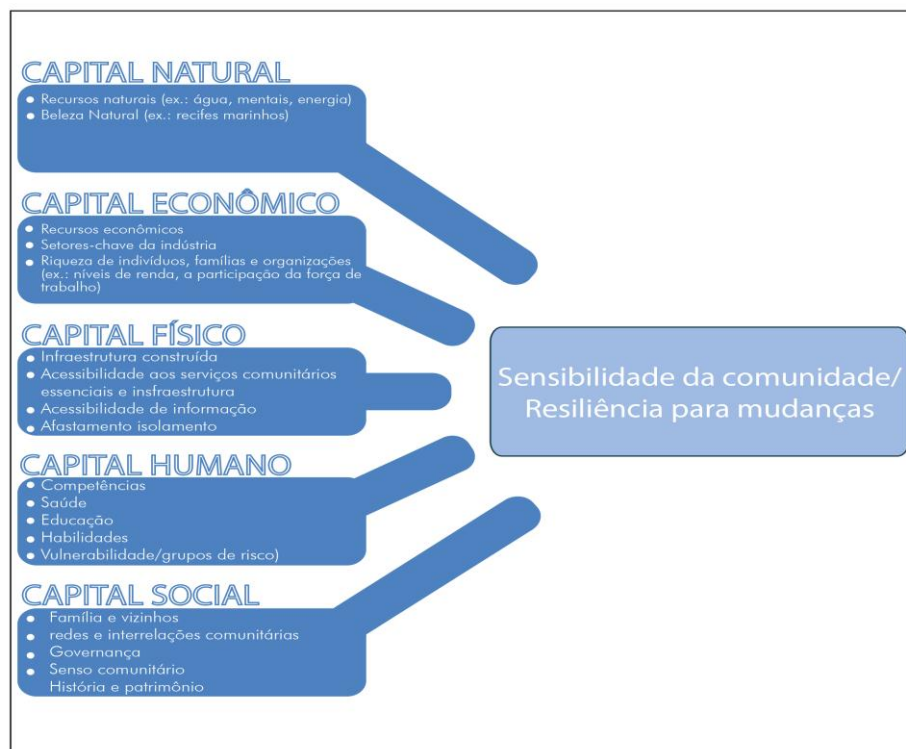 CAPITAL NATURAL
• Recursos naturais (ex.: água, mentais, energia)
• Beleza Natural (ex.: recifes marinhos)
CAPITAL ECONÔMICO
• Recursos econômicos
• Setores-chave da indústria
• Riqueza de indivíduos, famílias e organizações
(ex.: níveis de renda, a participação da força de
trabalho)
CAPITAL FÍSICO
• Infraestrutura construída
• Acessibilidade aos serviços comunitários
essenciais e insfraestrutura
• Acessibilidade de informação
• Afastamento isolamento
CAPITAL HUMANO
• Competências
• Saúde
• Educação
• Habilidades
• Vulnerabilidade/grupos de risco)
CAPITAL SOCIAL
• Família e vizinhos
• redes e interrelações comunitárias
• Governança
• Senso comunitário
História e patrimônio
Sensibilidade da comunidade/
Resiliência para mudanças